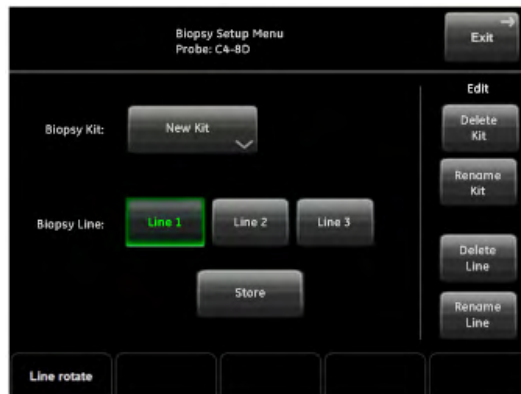 Biopsy Setup Menu
Probe: C4-8D
Exit
Edit
Biopsy Kit:
New Kit
Delete
Kit
Rename
Kit
Biopsy Line:
Line 1
Line 2
Line 3
Delete
Line
Store
Rename
Line
Line rotate